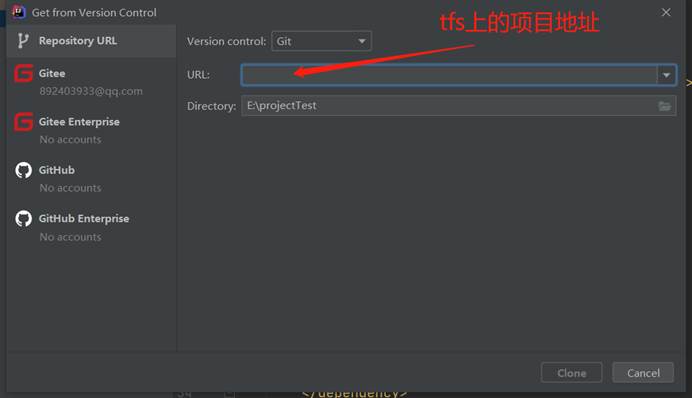 Get from Version Control
tfs上的项目地址
Repository URL
Version control: Git
Gitee
892403933@qq.com
URL:
Directory: E:\projectTest
Gitee Enterprise
No accounts
GitHub
No accounts
GitHub Enterprise
No accounts
Clone
Cancel
</dependency>